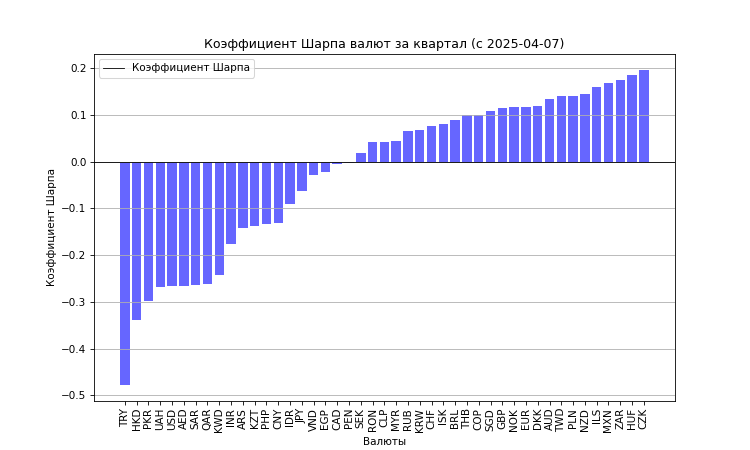 Коэффициент Шарпа валют за квартал (с 2025-04-07)
Коэффициент Шарпа
0.2
0.1
0.0
−0.1
−0.2
−0.3
−0.4
−0.5
Коэффициент Шарпа
TRY HKD PKR UAH USD AED SAR QAR KWD INR ARS KZT PHP CNY IDR JPY VND EGP CAD PEN SEK RON CLP MYR RUB KRW CHF ISK BRL THB COP SGD GBP NOK EUR DKK AUD TWD PLN NZD ILS MXN ZAR HUF CZK
Валюты